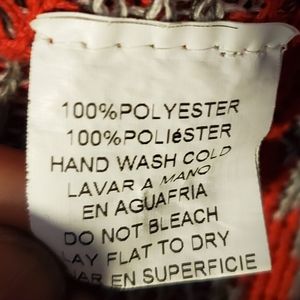 100%POLYESTER
100%POLIéSTER
HAND WASH COLD
LAVAR A MANO
EN AGUAFRIA
DO NOT BLEACH
LAY FLAT TO DRY
EN SUPERFICIE